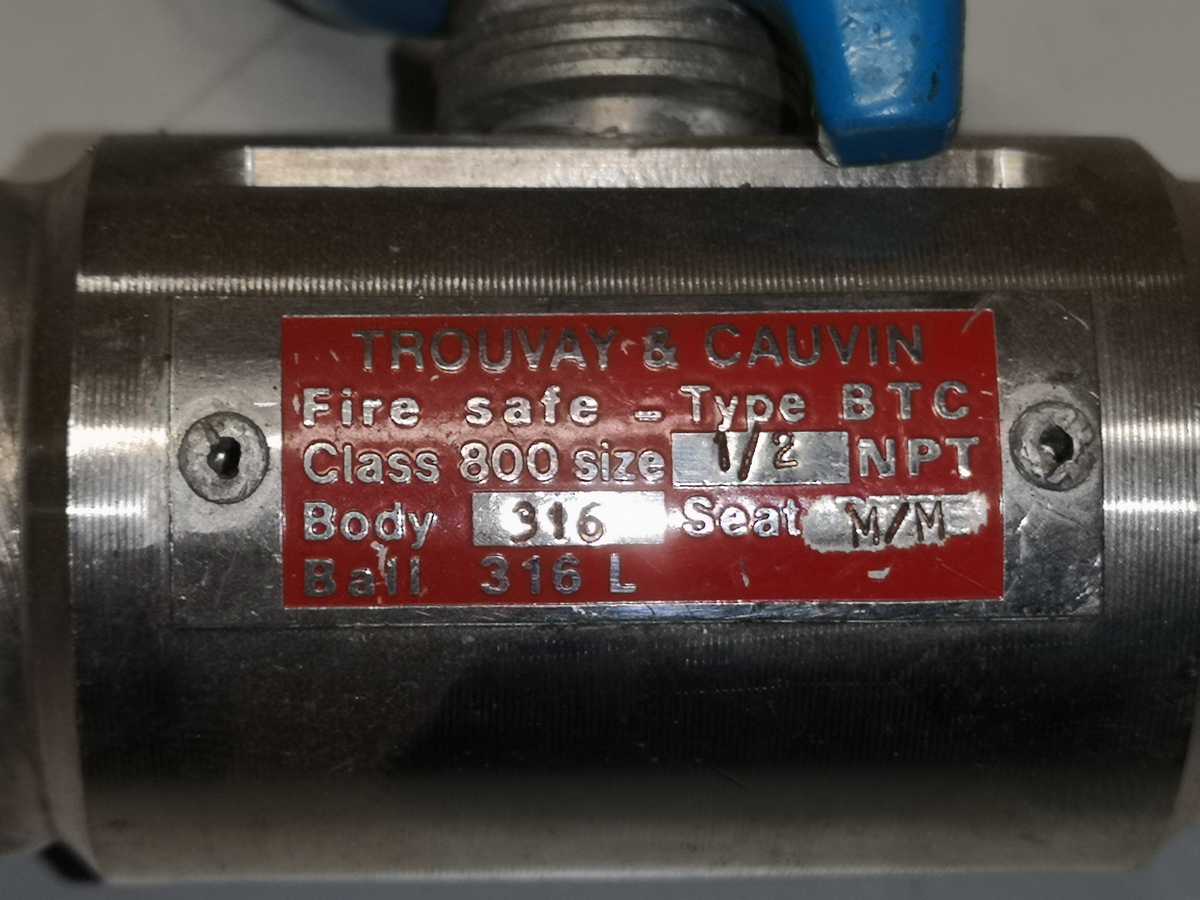 TROUVAY & CAUVIN
Fire safe - Type BTC
Class 800 size 1/2 NPT
Body 316 Seat M/M
Ball 316 L